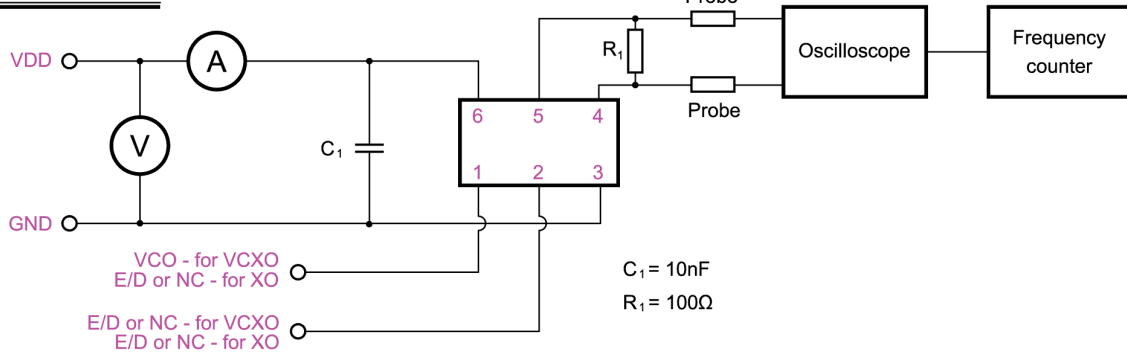 Probe
R₁
Oscilloscope
Frequency
counter
Probe
VDD
A
V
C₁
6 5 4
1 2 3
GND
VCO - for VCXO
E/D or NC - for XO
E/D or NC - for VCXO
E/D or NC - for XO
C₁ = 10nF
R₁ = 100Ω